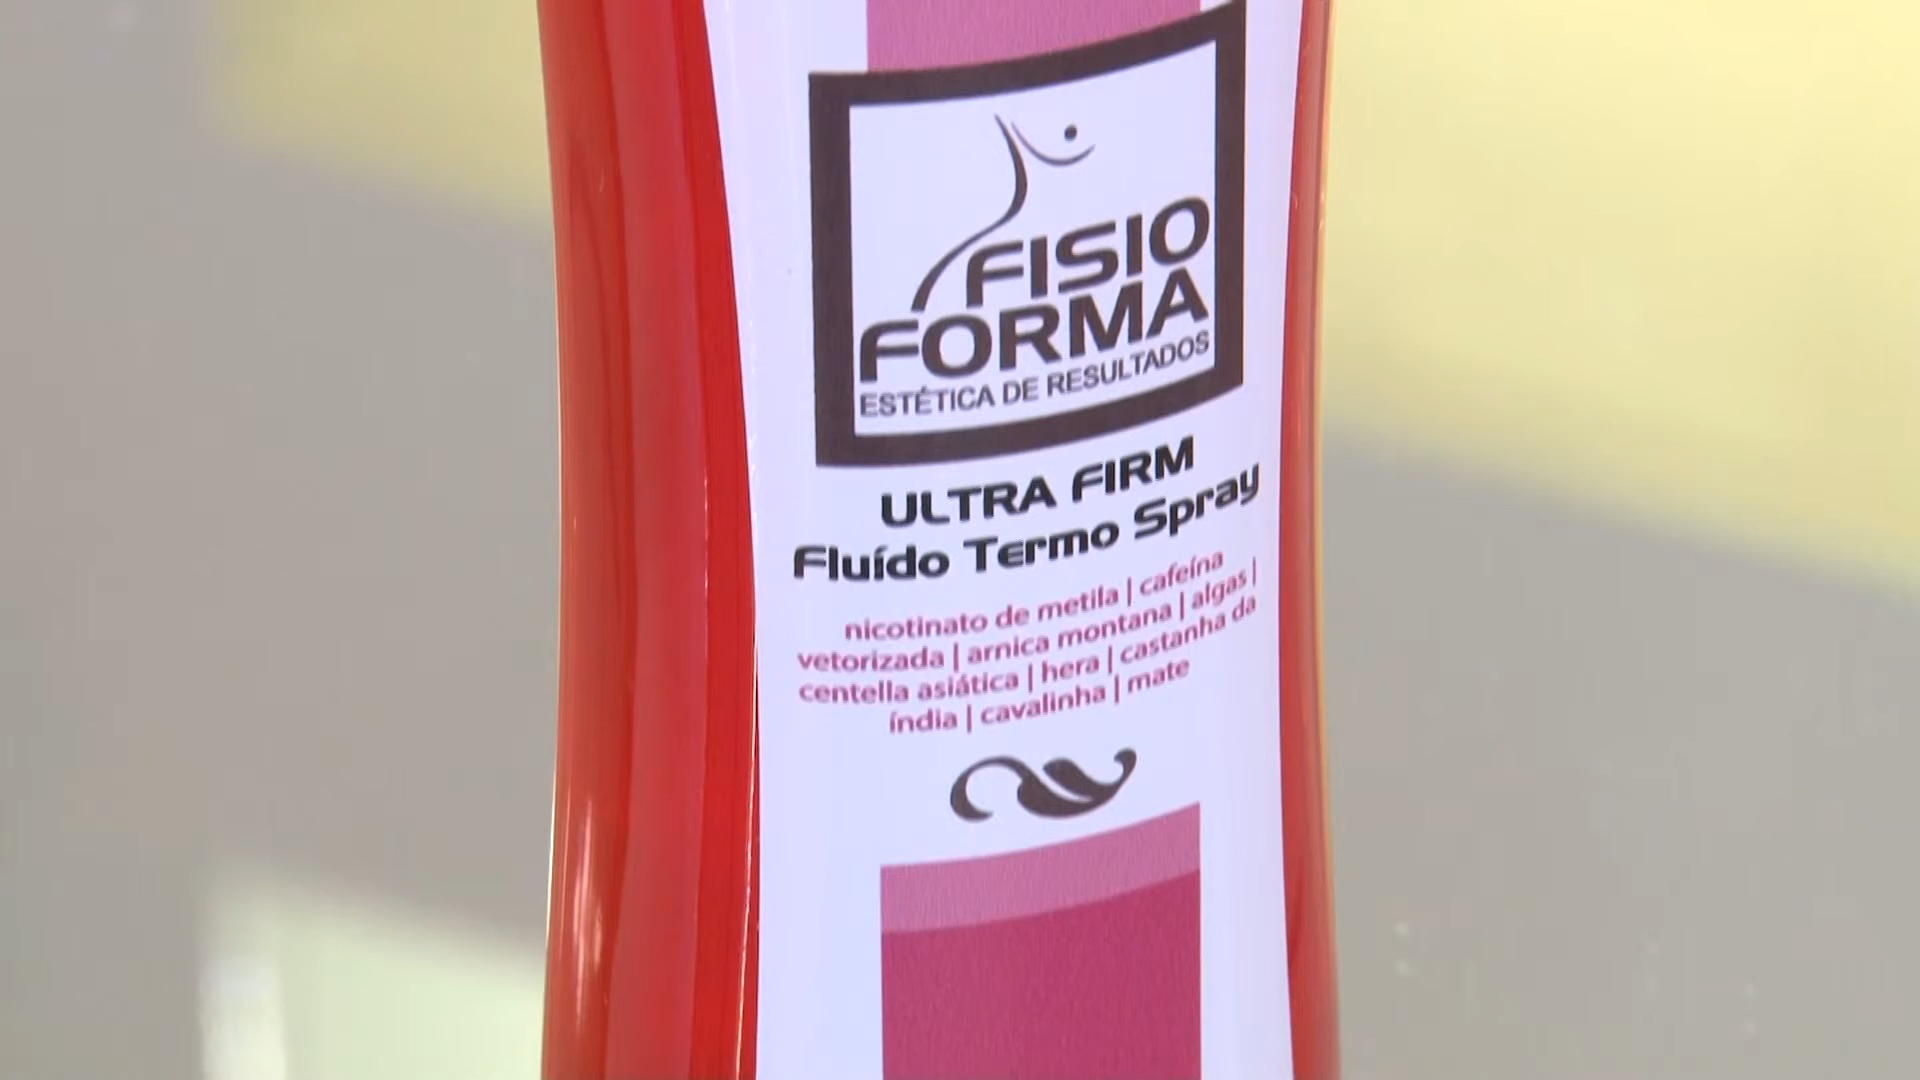 FISIO
FORMA
ESTÉTICA DE RESULTADOS
ULTRA FIRM
Fluído Termo Spray
nicotinato de metila | cafeína
vetorizada | arnica montana | algas |
centella asiática | hera | castanha da
índia | cavalinha | mate